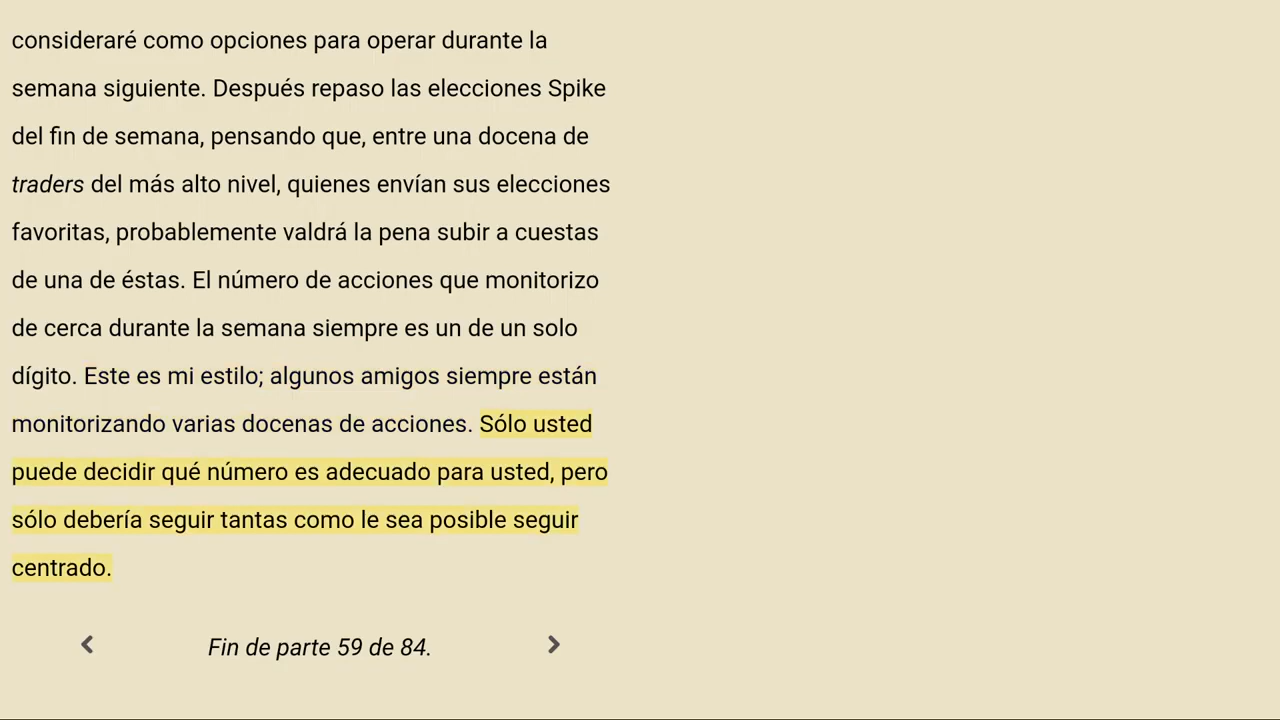 consideraré como opciones para operar durante la
semana siguiente. Después repaso las elecciones Spike
del fin de semana, pensando que, entre una docena de
traders del más alto nivel, quienes envían sus elecciones
favoritas, probablemente valdrá la pena subir a cuestas
de una de éstas. El número de acciones que monitorizo
de cerca durante la semana siempre es un de un solo
dígito. Este es mi estilo; algunos amigos siempre están
monitorizando varias docenas de acciones. Sólo usted
puede decidir qué número es adecuado para usted, pero
sólo debería seguir tantas como le sea posible seguir
centrado.
Fin de parte 59 de 84.